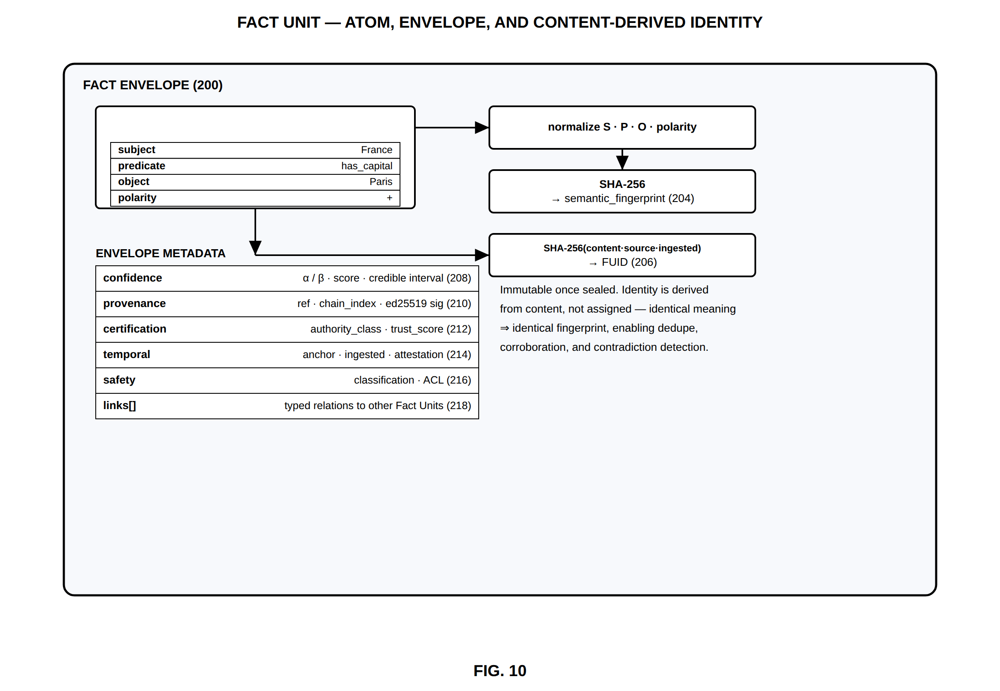 FACT UNIT — ATOM, ENVELOPE, AND CONTENT-DERIVED IDENTITY
FACT ENVELOPE (200)
subject France
predicate has_capital
object Paris
polarity +
normalize S · P · O · polarity
SHA-256
→ semantic_fingerprint (204)
SHA-256(content·source·ingested)
→ FUID (206)
Immutable once sealed. Identity is derived
from content, not assigned — identical meaning
⇒ identical fingerprint, enabling dedupe,
corroboration, and contradiction detection.
ENVELOPE METADATA
confidence α / β · score · credible interval (208)
provenance ref · chain_index · ed25519 sig (210)
certification authority_class · trust_score (212)
temporal anchor · ingested · attestation (214)
safety classification · ACL (216)
links[] typed relations to other Fact Units (218)
FIG. 10